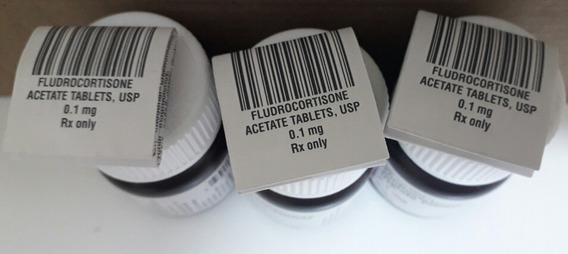 FLUDROCORTISONE
ACETATE TABLETS, USP
0.1 mg
Rx only
FLUDROCORTISONE
ACETATE TABLETS, USP
0.1 mg
Rx only
FLUDROCORTISONE
ACETATE TABLETS, USP
0.1 mg
Rx only